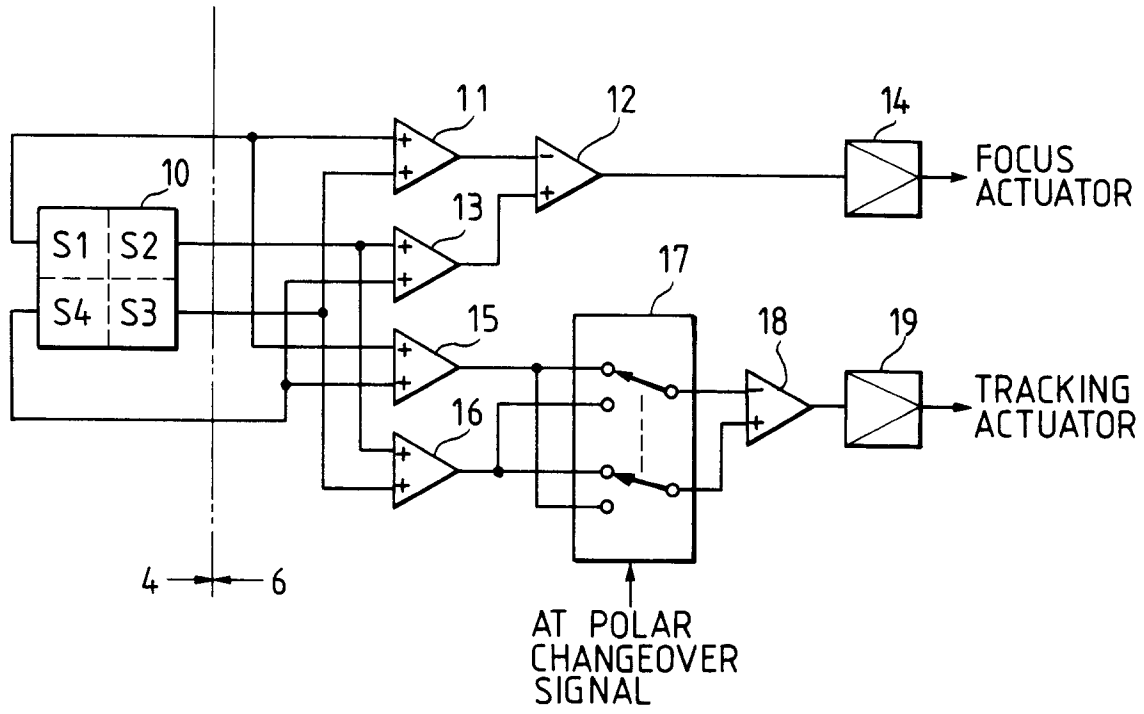 11
12
14
FOCUS
ACTUATOR
10
S1 S2
S4 S3
+
+
-
+
13
+
+
17
15
+
+
18
-
+
19
TRACKING
ACTUATOR
16
+
+
4 6
AT POLAR
CHANGEOVER
SIGNAL